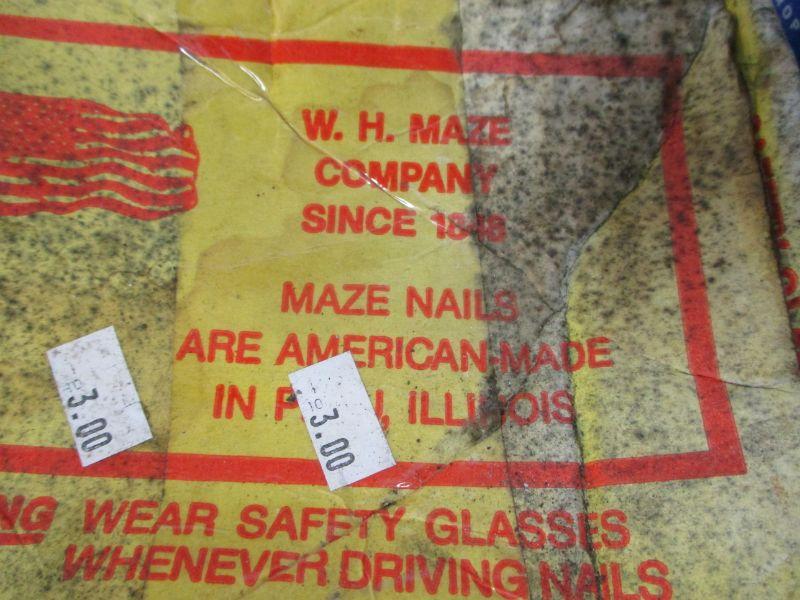 W. H. MAZE
COMPANY
SINCE 1848
MAZE NAILS
ARE AMERICAN-MADE
IN ILLINOIS
3.00
3.00
NG WEAR SAFETY GLASSES
WHENEVER DRIVING NAILS